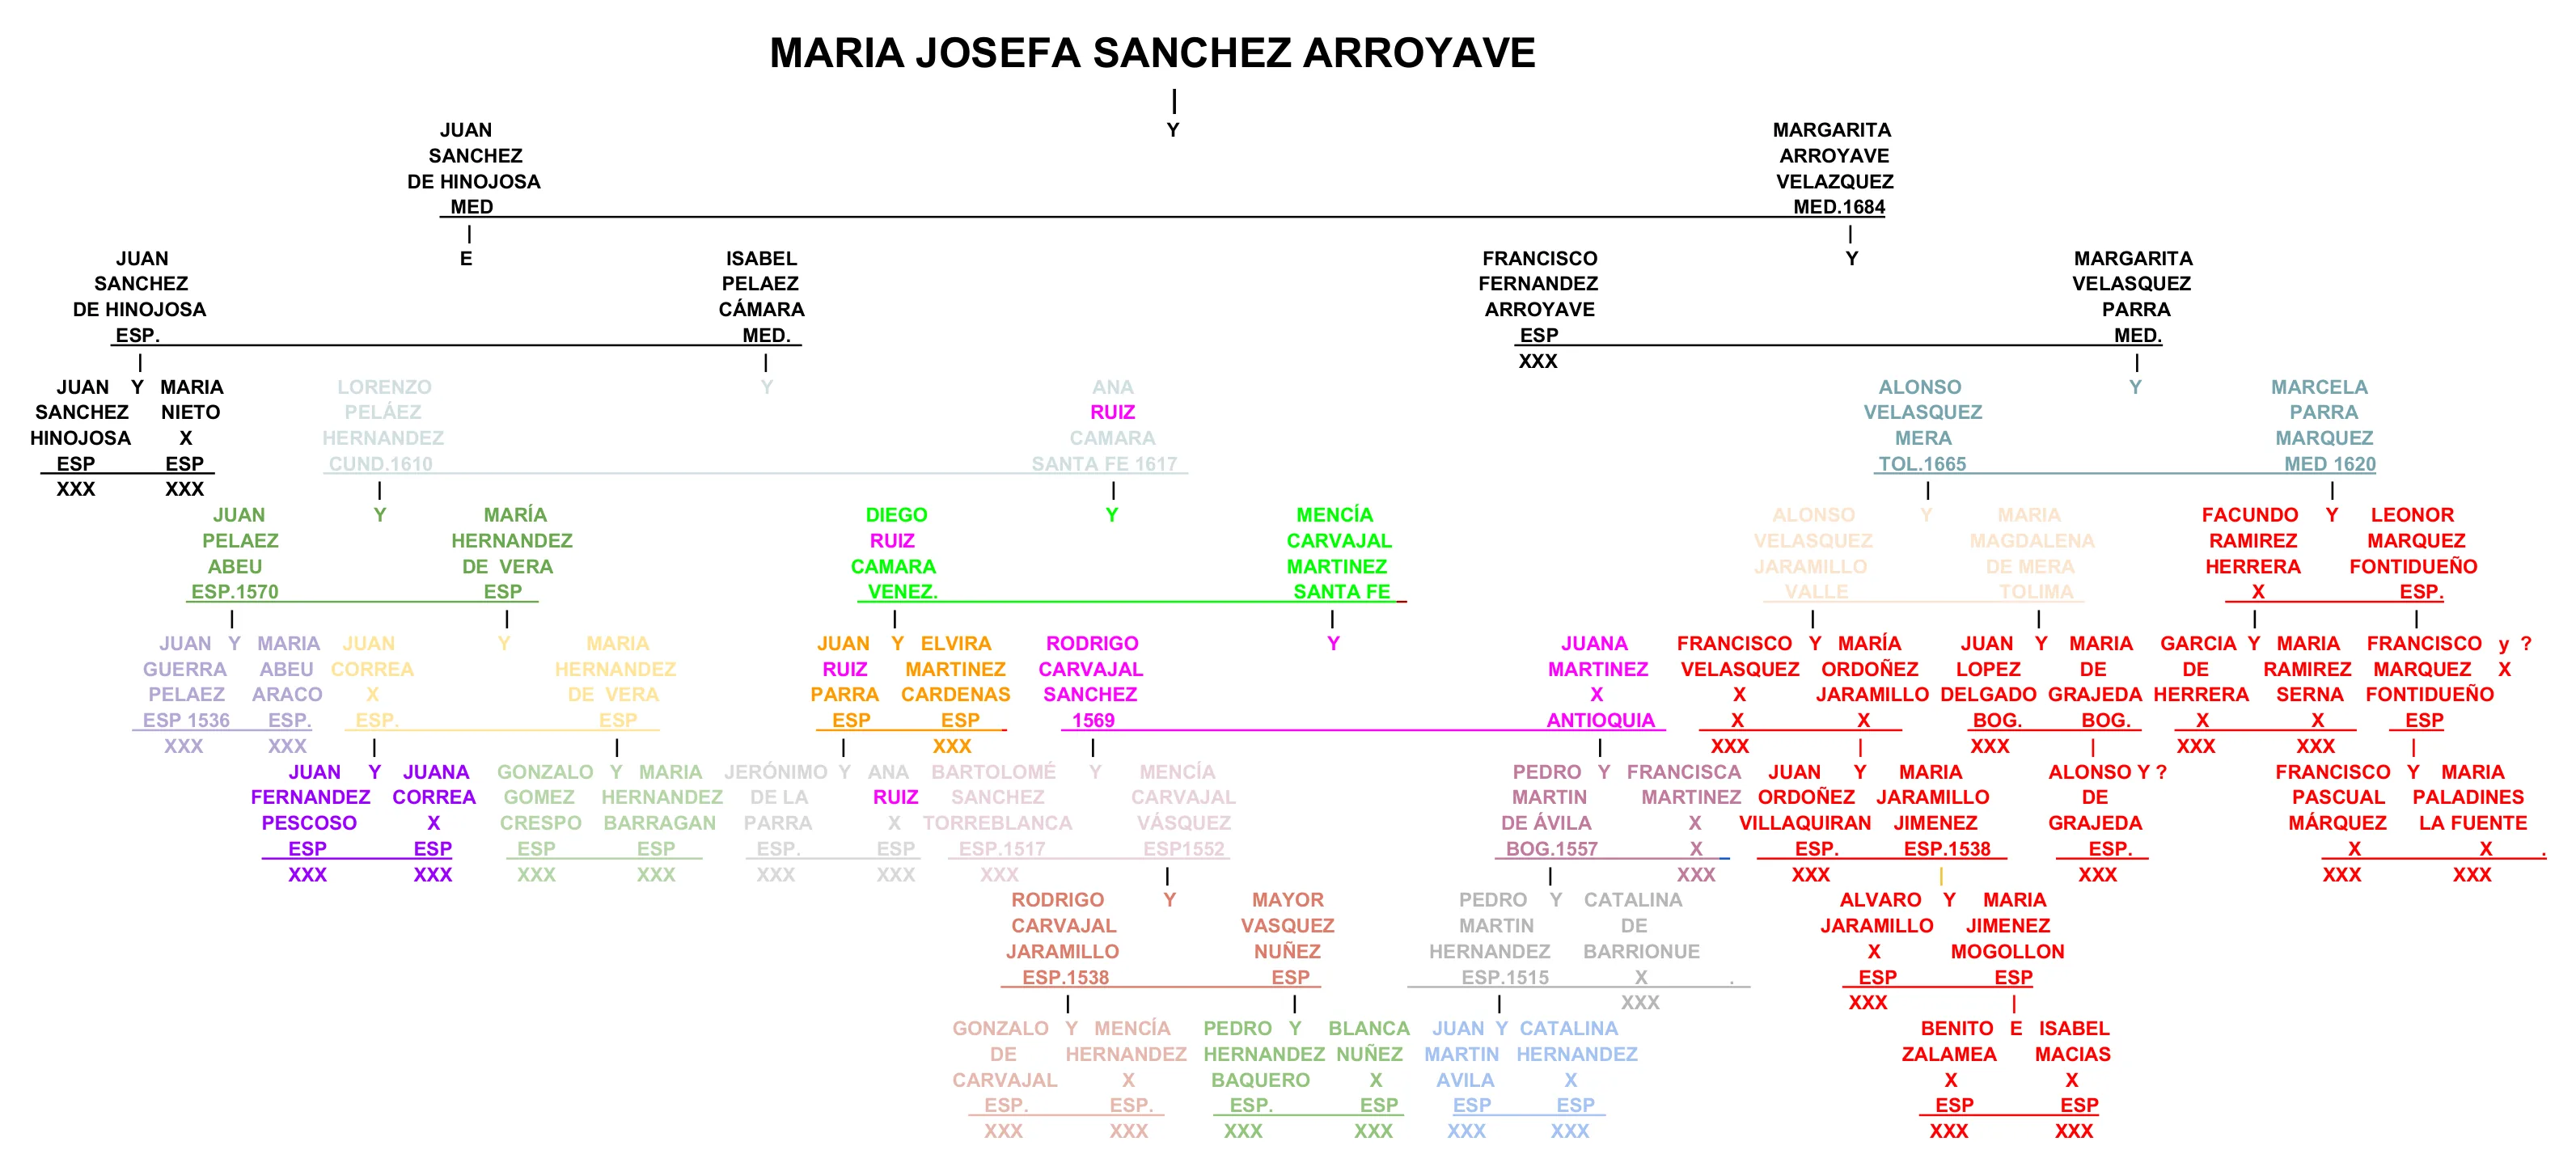 MARIA JOSEFA SANCHEZ ARROYAVE
|
JUAN Y MARGARITA
SANCHEZ ARROYAVE
DE HINOJOSA VELAZQUEZ
MED MED.1684
| |
JUAN E ISABEL FRANCISCO Y MARGARITA
SANCHEZ PELAEZ FERNANDEZ VELASQUEZ
DE HINOJOSA CÁMARA ARROYAVE PARRA
ESP. MED. ESP MED.
| | XXX |
JUAN Y MARIA LORENZO Y ANA ALONSO Y MARCELA
SANCHEZ NIETO PELÁEZ RUIZ VELASQUEZ PARRA
HINOJOSA X HERNANDEZ CAMARA MERA MARQUEZ
ESP ESP CUND.1610 SANTA FE 1617 TOL.1665 MED 1620
XXX XXX | | | |
JUAN Y MARÍA DIEGO Y MENCÍA ALONSO Y MARIA FACUNDO Y LEONOR
PELAEZ HERNANDEZ RUIZ CARVAJAL VELASQUEZ MAGDALENA RAMIREZ MARQUEZ
ABEU DE VERA CAMARA MARTINEZ JARAMILLO DE MERA HERRERA FONTIDUEÑO
ESP.1570 ESP VENEZ. SANTA FE VALLE TOLIMA X ESP.
| | | | | | | |
JUAN Y MARIA JUAN Y MARIA JUAN Y ELVIRA RODRIGO Y JUANA FRANCISCO Y MARÍA JUAN Y MARIA GARCIA Y MARIA FRANCISCO y ?
GUERRA ABEU CORREA HERNANDEZ RUIZ MARTINEZ CARVAJAL MARTINEZ VELASQUEZ ORDOÑEZ LOPEZ DE DE RAMIREZ MARQUEZ X
PELAEZ ARACO X DE VERA PARRA CARDENAS SANCHEZ X X JARAMILLO DELGADO GRAJEDA HERRERA SERNA FONTIDUEÑO
ESP 1536 ESP. ESP. ESP ESP ESP 1569 ANTIOQUIA X X BOG. BOG. X X ESP
XXX XXX | | | XXX | | XXX | XXX | XXX XXX |
JUAN Y JUANA GONZALO Y MARIA JERÓNIMO Y ANA BARTOLOMÉ Y MENCÍA PEDRO Y FRANCISCA JUAN Y MARIA ALONSO Y ? FRANCISCO Y MARIA
FERNANDEZ CORREA GOMEZ HERNANDEZ DE LA RUIZ SANCHEZ CARVAJAL MARTIN MARTINEZ ORDOÑEZ JARAMILLO DE PASCUAL PALADINES
PESCOSO X CRESPO BARRAGAN PARRA X TORREBLANCA VÁSQUEZ DE ÁVILA X VILLAQUIRAN JIMENEZ GRAJEDA MÁRQUEZ LA FUENTE
ESP ESP ESP ESP ESP. ESP ESP.1517 ESP1552 BOG.1557 X ESP. ESP.1538 ESP. X X .
XXX XXX XXX XXX XXX XXX XXX | | XXX XXX | XXX XXX XXX
RODRIGO Y MAYOR PEDRO Y CATALINA ALVARO Y MARIA
CARVAJAL VASQUEZ MARTIN DE JARAMILLO JIMENEZ
JARAMILLO NUÑEZ HERNANDEZ BARRIONUE X MOGOLLON
ESP.1538 ESP ESP.1515 X . ESP ESP
| | | XXX XXX |
GONZALO Y MENCÍA PEDRO Y BLANCA JUAN Y CATALINA BENITO E ISABEL
DE HERNANDEZ HERNANDEZ NUÑEZ MARTIN HERNANDEZ ZALAMEA MACIAS
CARVAJAL X BAQUERO X AVILA X X X
ESP. ESP. ESP. ESP ESP ESP ESP ESP
XXX XXX XXX XXX XXX XXX XXX XXX